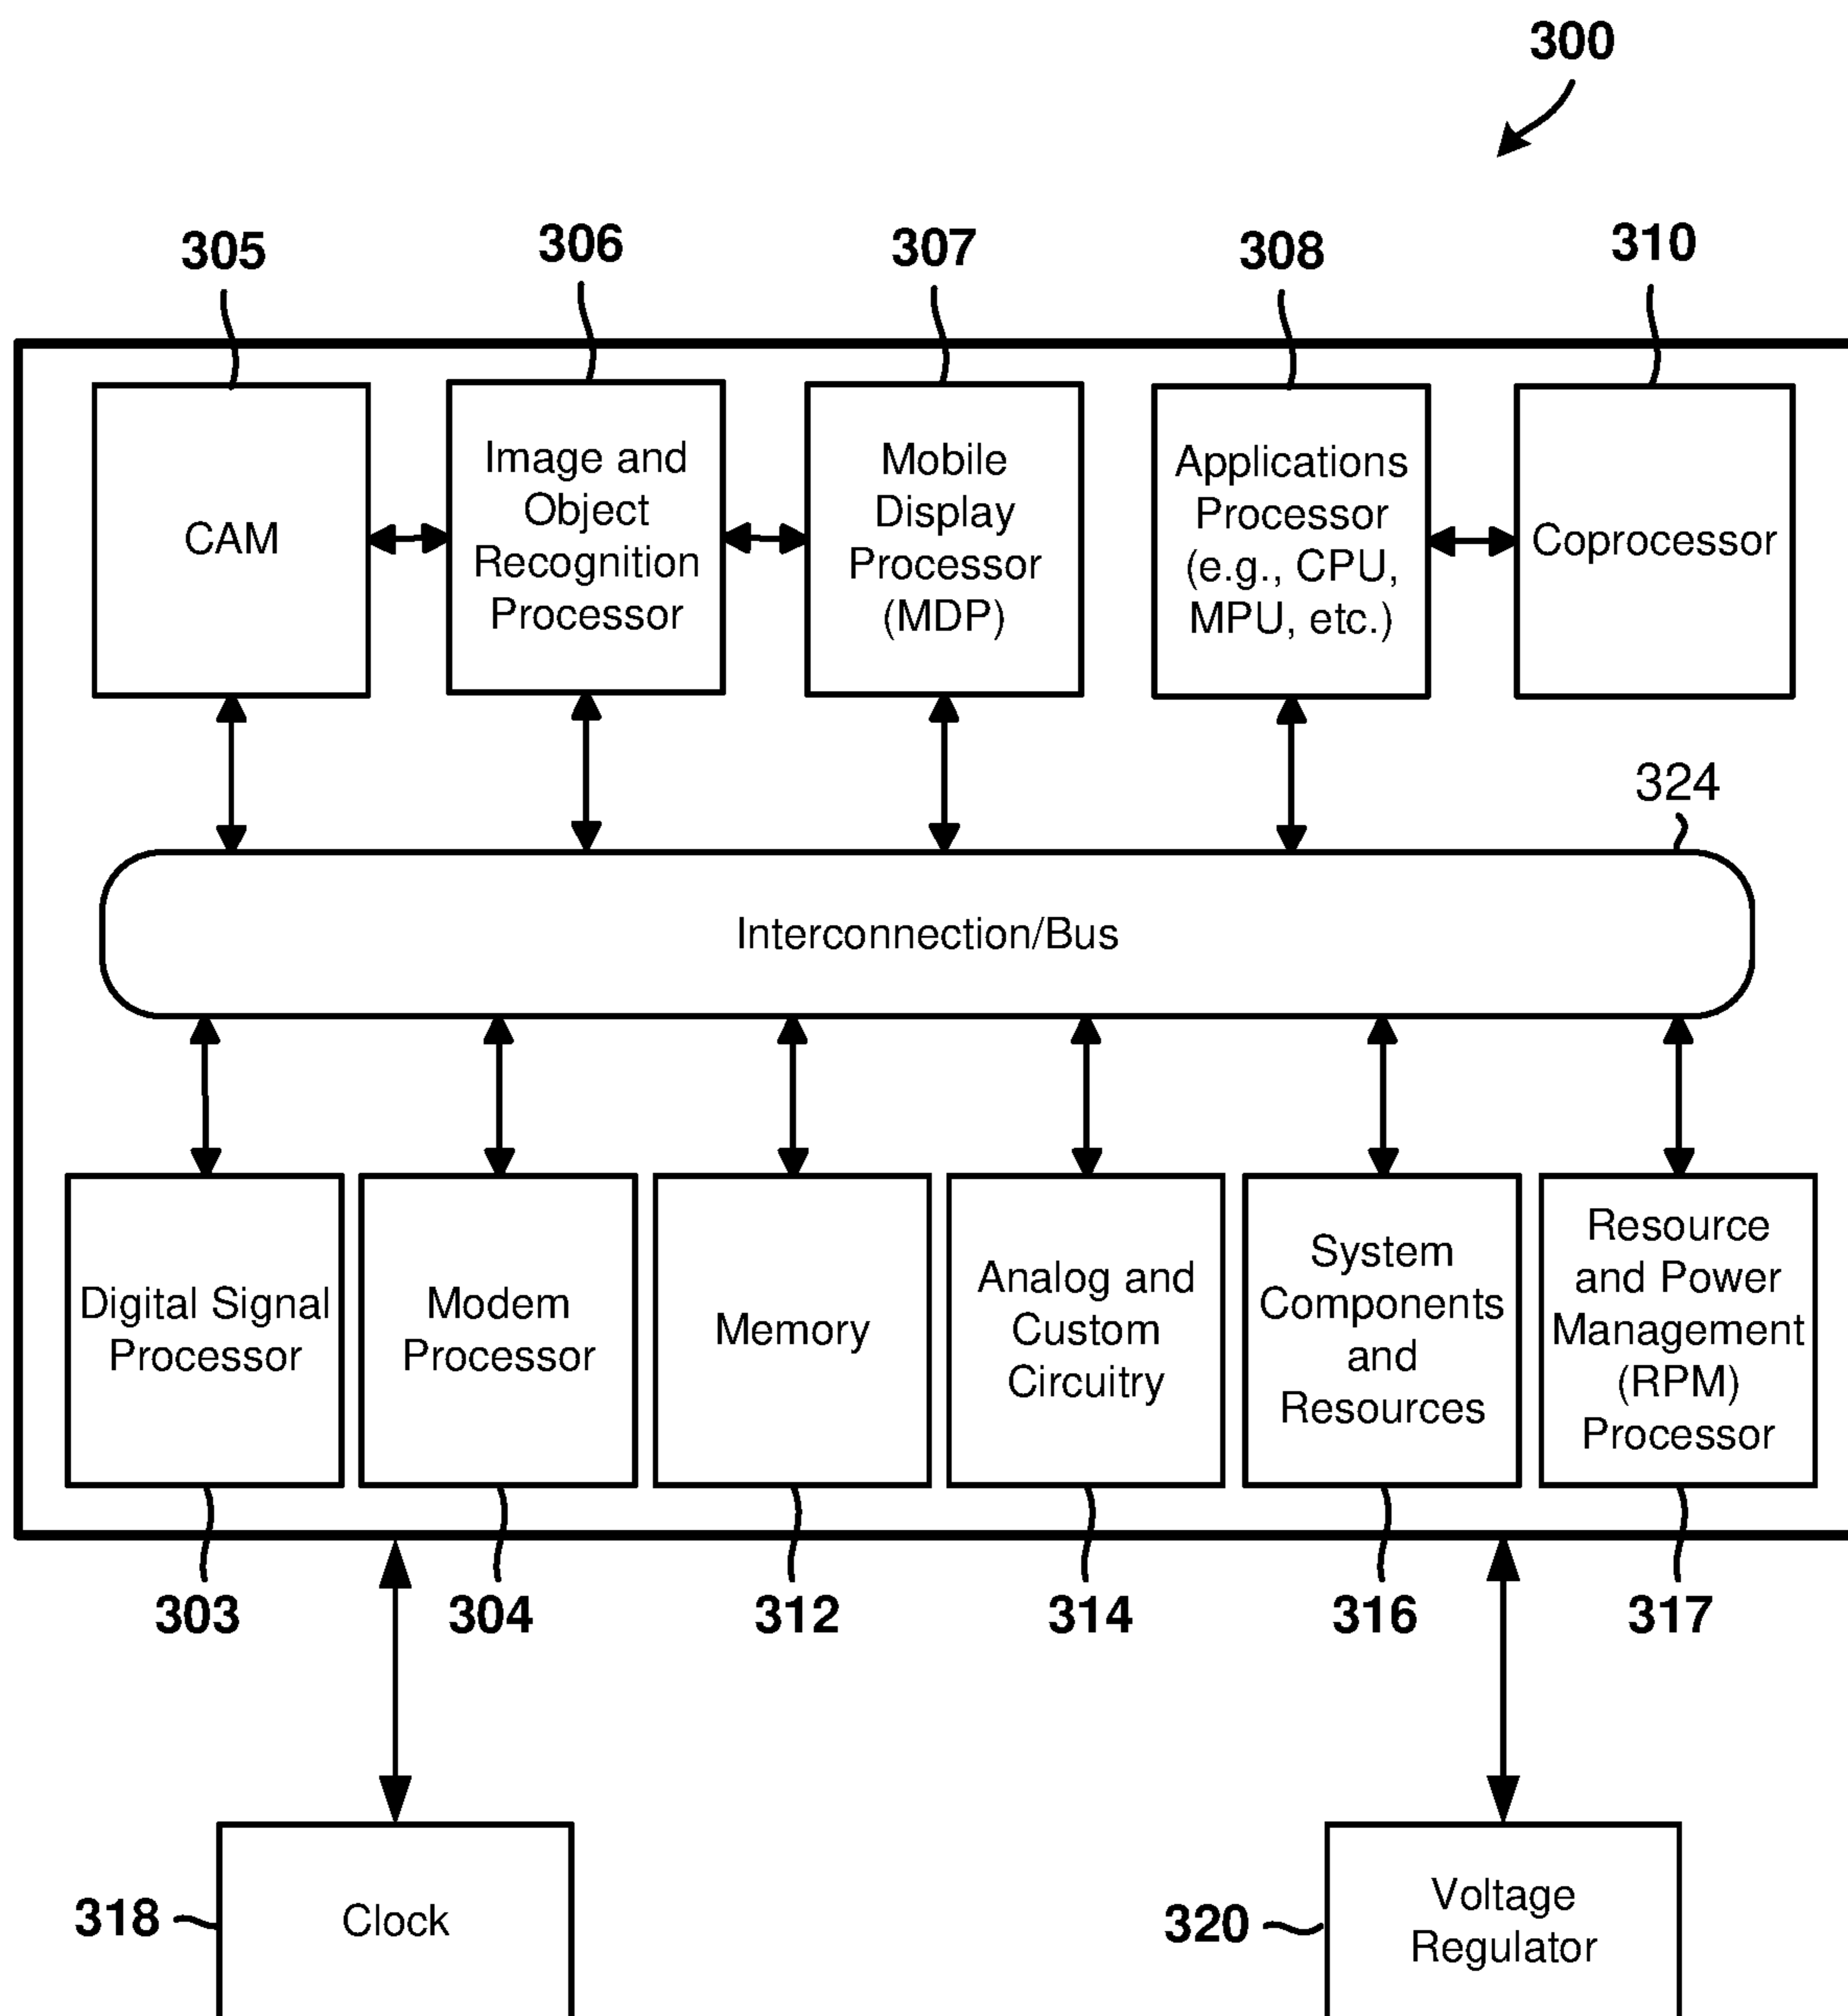 300
305
306
307
308
310
CAM
Image and
Object
Recognition
Processor
Mobile
Display
Processor
(MDP)
Applications
Processor
(e.g., CPU,
MPU, etc.)
Coprocessor
324
Interconnection/Bus
Digital Signal
Processor
Modem
Processor
Memory
Analog and
Custom
Circuitry
System
Components
and
Resources
Resource
and Power
Management
(RPM)
Processor
303
304
312
314
316
317
318
Clock
320
Voltage
Regulator